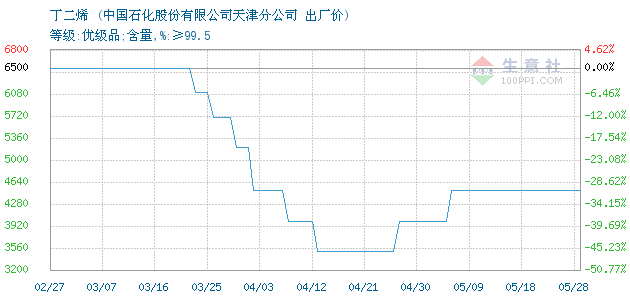 丁二烯 (中国石化股份有限公司天津分公司 出厂价)
等级:优级品;含量,%:≥99.5
6800 4.62%
6500 0.00%
6080 -6.46%
5720 -12.00%
5360 -17.54%
5000 -23.08%
4640 -28.62%
4280 -34.15%
3920 -39.69%
3560 -45.23%
3200 -50.77%
生意社
100PPI.COM
02/27 03/07 03/16 03/25 04/03 04/12 04/21 04/30 05/09 05/18 05/28